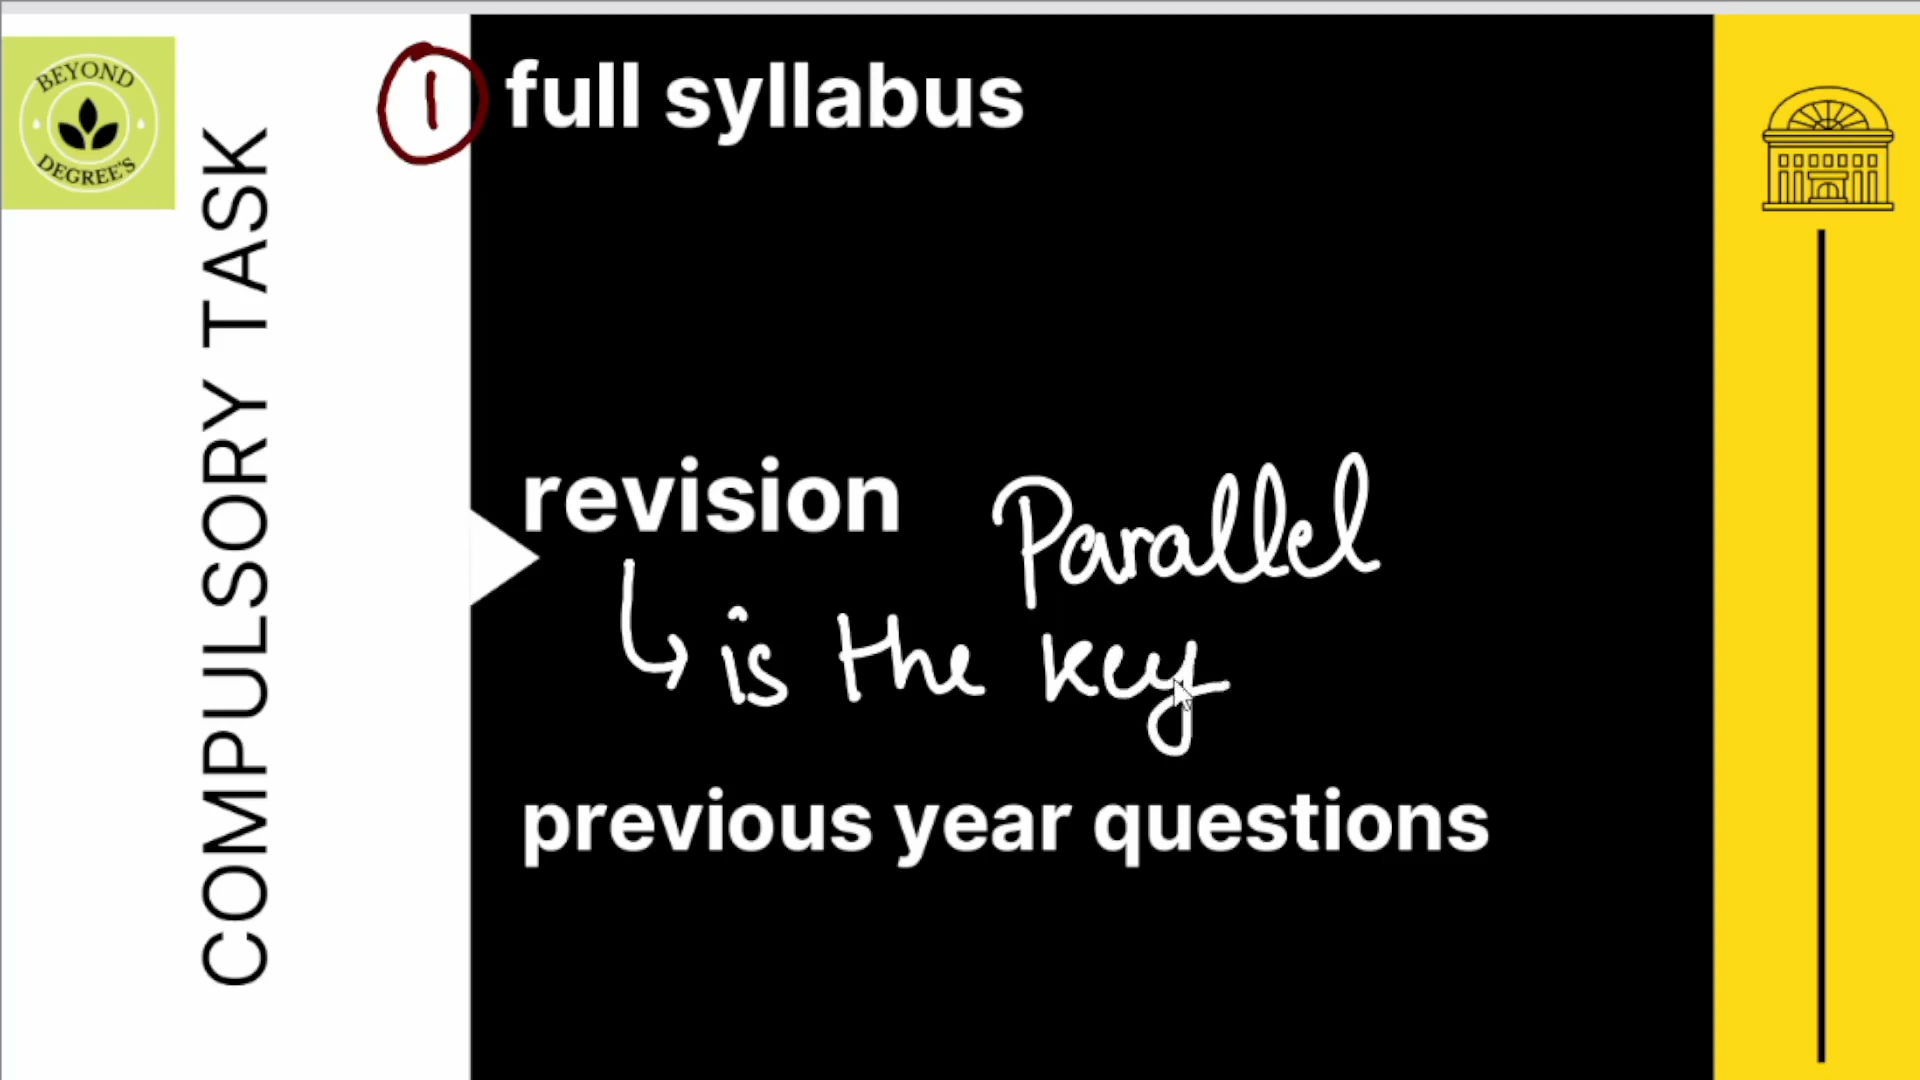 BEYOND
DEGREE'S
COMPULSORY TASK
1 full syllabus
revision Parallel
is the key
previous year questions